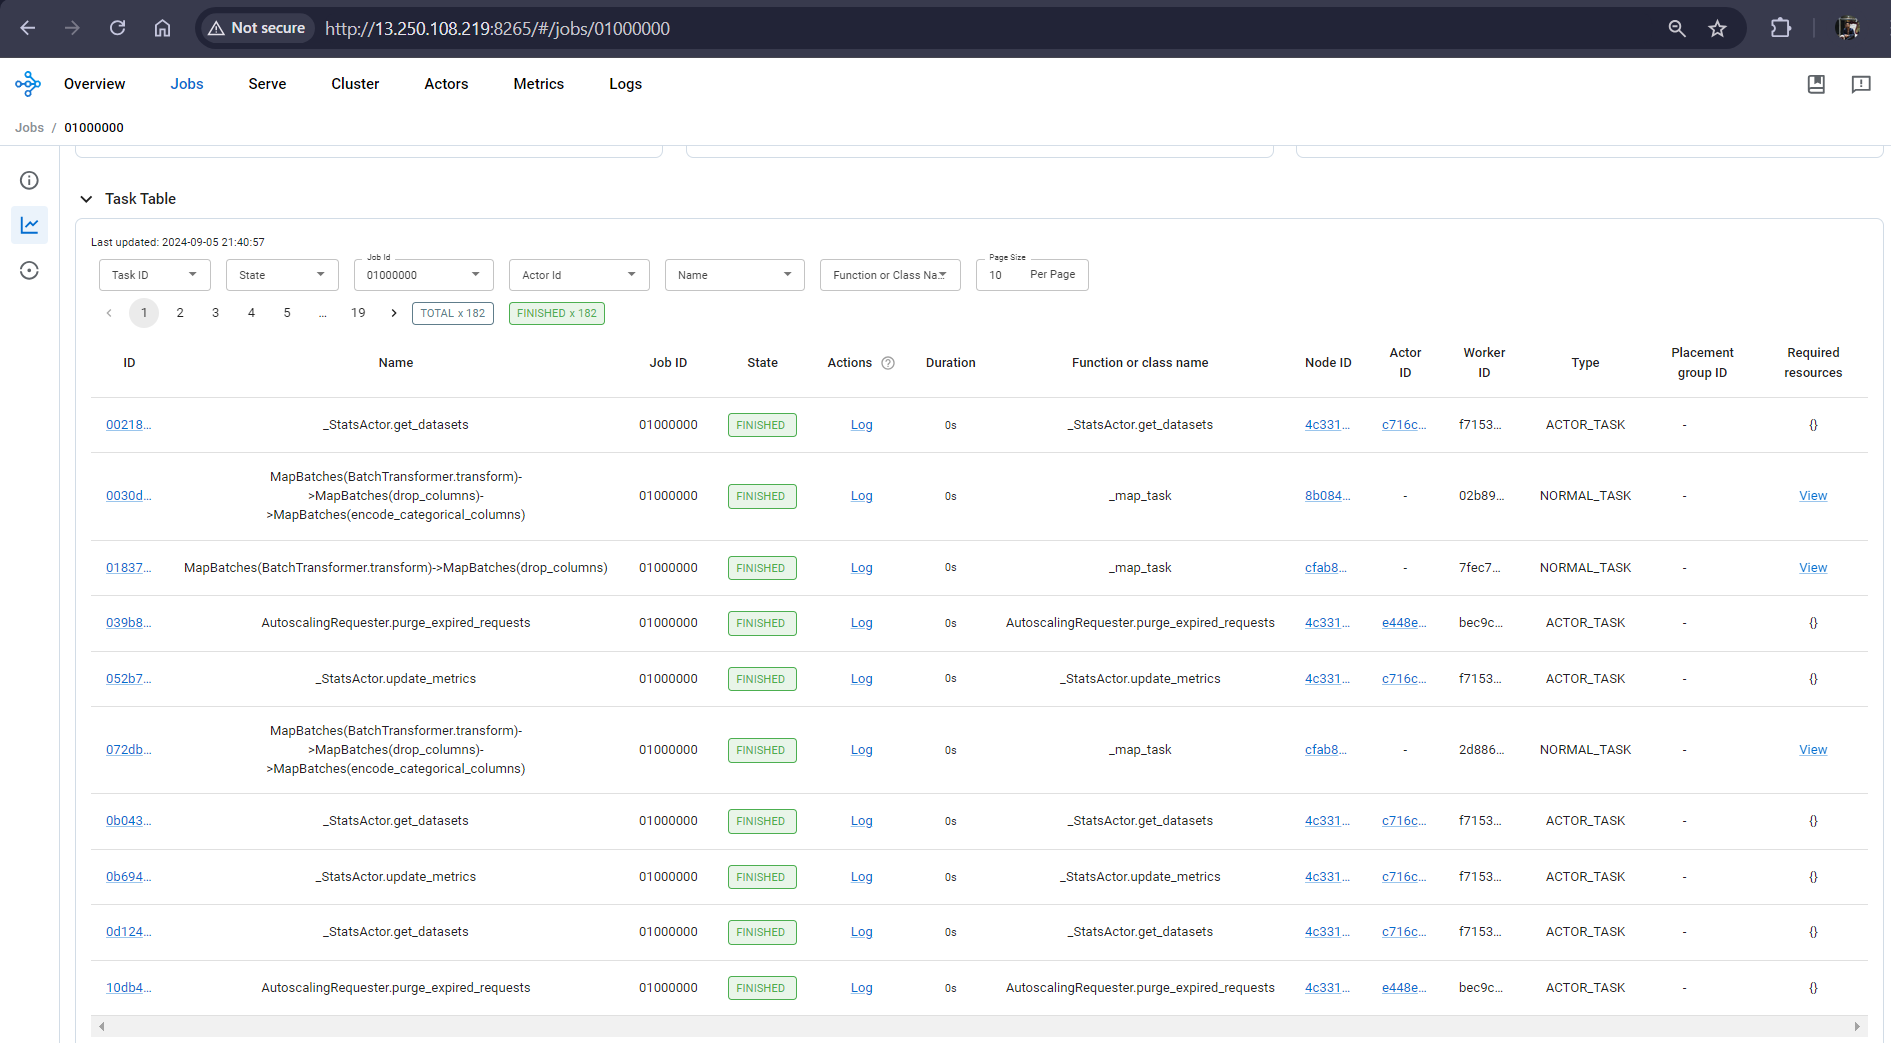 Not secure http://13.250.108.219:8265/#/jobs/01000000
Overview Jobs Serve Cluster Actors Metrics Logs
Jobs / 01000000
Task Table
Last updated: 2024-09-05 21:40:57
Job Id Page Size
Task ID State 01000000 Actor Id Name Function or Class Na... 10 Per Page
1 2 3 4 5 ... 19 TOTAL x 182 FINISHED x 182
ID Name Job ID State Actions Duration Function or class name Node ID Actor ID Worker ID Type Placement group ID Required resources
00218... _StatsActor.get_datasets 01000000 FINISHED Log 0s _StatsActor.get_datasets 4c331... c716c... f7153... ACTOR_TASK - {}
MapBatches(BatchTransformer.transform)-
0030d... >MapBatches(drop_columns)- 01000000 FINISHED Log 0s _map_task 8b084... - 02b89... NORMAL_TASK - View
>MapBatches(encode_categorical_columns)
01837... MapBatches(BatchTransformer.transform)->MapBatches(drop_columns) 01000000 FINISHED Log 0s _map_task cfab8... - 7fec7... NORMAL_TASK - View
039b8... AutoscalingRequester.purge_expired_requests 01000000 FINISHED Log 0s AutoscalingRequester.purge_expired_requests 4c331... e448e... bec9c... ACTOR_TASK - {}
052b7... _StatsActor.update_metrics 01000000 FINISHED Log 0s _StatsActor.update_metrics 4c331... c716c... f7153... ACTOR_TASK - {}
MapBatches(BatchTransformer.transform)-
072db... >MapBatches(drop_columns)- 01000000 FINISHED Log 0s _map_task cfab8... - 2d886... NORMAL_TASK - View
>MapBatches(encode_categorical_columns)
0b043... _StatsActor.get_datasets 01000000 FINISHED Log 0s _StatsActor.get_datasets 4c331... c716c... f7153... ACTOR_TASK - {}
0b694... _StatsActor.update_metrics 01000000 FINISHED Log 0s _StatsActor.update_metrics 4c331... c716c... f7153... ACTOR_TASK - {}
0d124... _StatsActor.get_datasets 01000000 FINISHED Log 0s _StatsActor.get_datasets 4c331... c716c... f7153... ACTOR_TASK - {}
10db4... AutoscalingRequester.purge_expired_requests 01000000 FINISHED Log 0s AutoscalingRequester.purge_expired_requests 4c331... e448e... bec9c... ACTOR_TASK - {}